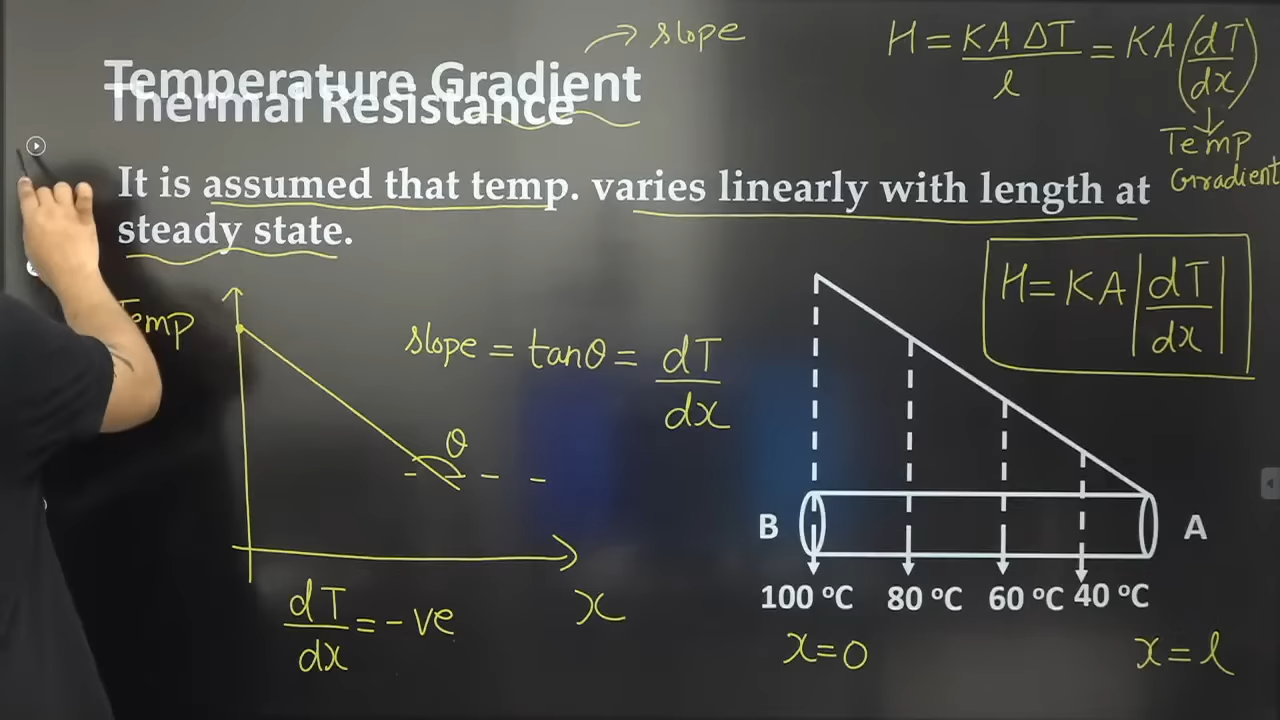 slope
Temperature Gradient
Thermal Resistance
H = KAΔT/l = KA(dT/dx)
Temp
Gradient
It is assumed that temp. varies linearly with length at
steady state.
H = KA|dT/dx|
Temp
slope = tanθ = dT/dx
θ
B
A
100 °C 80 °C 60 °C 40 °C
x
dT/dx = -ve
x = 0
x = l